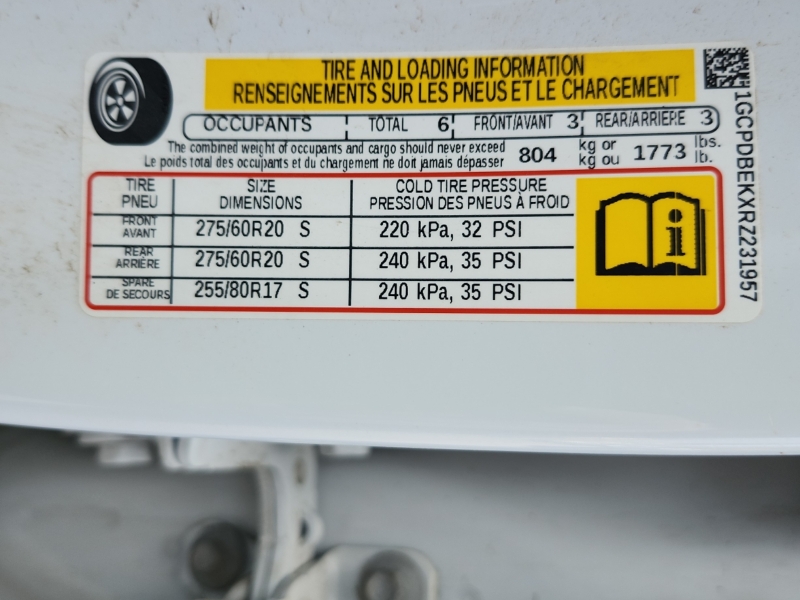 TIRE AND LOADING INFORMATION
RENSEIGNEMENTS SUR LES PNEUS ET LE CHARGEMENT
OCCUPANTS TOTAL 6 FRONT/AVANT 3 REAR/ARRIÈRE 3
The combined weight of occupants and cargo should never exceed
Le poids total des occupants et du chargement ne doit jamais dépasser
804 kg or
kg ou 1773 lbs.
lb.
TIRE
PNEU
SIZE
DIMENSIONS
COLD TIRE PRESSURE
PRESSION DES PNEUS À FROID
FRONT
AVANT
275/60R20 S 220 kPa, 32 PSI
REAR
ARRIÈRE
275/60R20 S 240 kPa, 35 PSI
SPARE
DE SECOURS
255/80R17 S 240 kPa, 35 PSI
i
1GCPDBEKXRZ231957